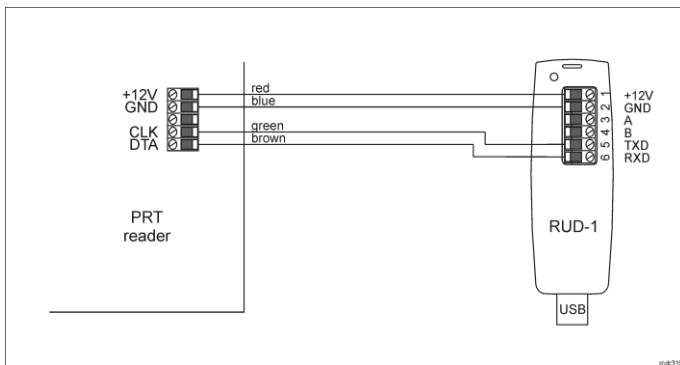 +12V
GND
CLK
DTA
red
blue
green
brown
PRT
reader
1
2
3
4
5
6
+12V
GND
A
B
TXD
RXD
RUD-1
USB